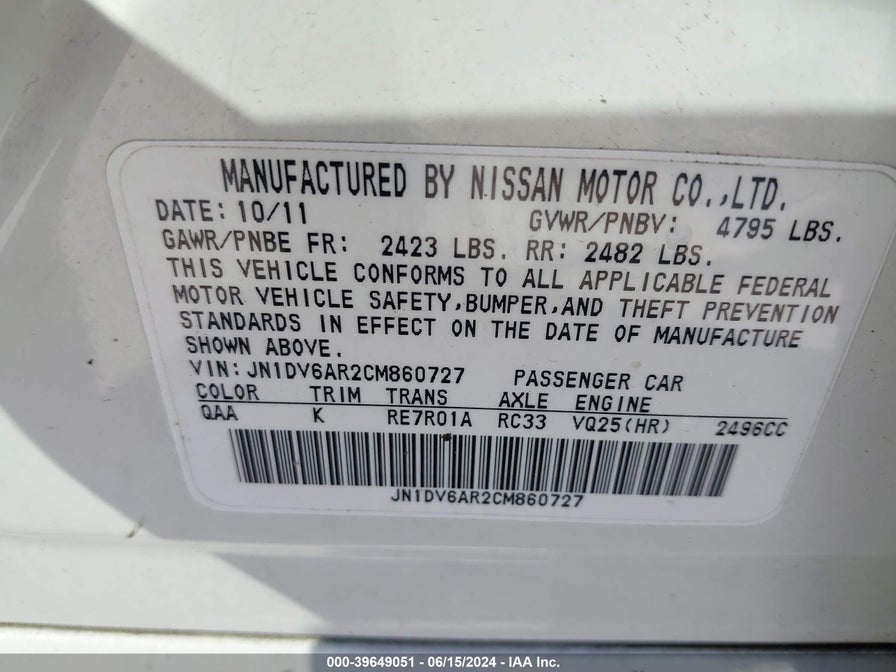 MANUFACTURED BY NISSAN MOTOR CO.,LTD.
DATE: 10/11 GVWR/PNBV: 4795 LBS.
GAWR/PNBE FR: 2423 LBS. RR: 2482 LBS.
THIS VEHICLE CONFORMS TO ALL APPLICABLE FEDERAL
MOTOR VEHICLE SAFETY,BUMPER,AND THEFT PREVENTION
STANDARDS IN EFFECT ON THE DATE OF MANUFACTURE
SHOWN ABOVE.
VIN:JN1DV6AR2CM860727 PASSENGER CAR
COLOR TRIM TRANS AXLE ENGINE
QAA K RE7R01A RC33 VQ25(HR) 2496CC
JN1DV6AR2CM860727
000-39649051 - 06/15/2024 - IAA Inc.